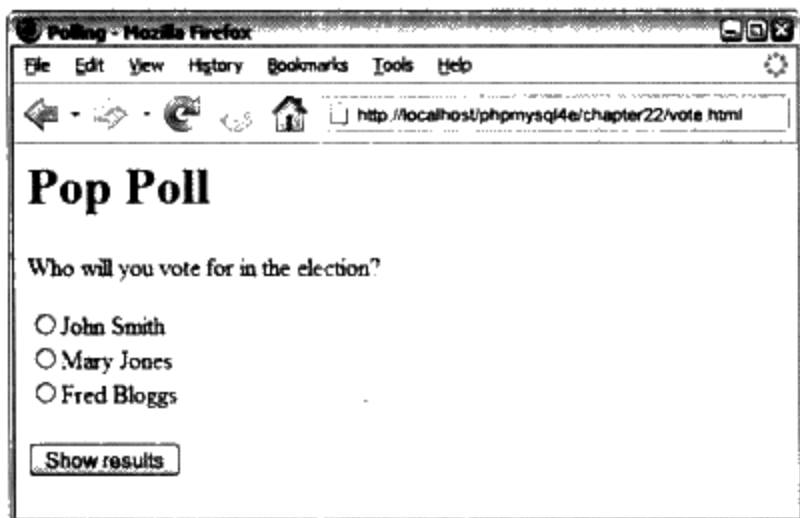 Polling - Mozilla Firefox
File Edit View History Bookmarks Tools Help
http://localhost/phpmysql4e/chapter22/vote.html
Pop Poll
Who will you vote for in the election?
John Smith
Mary Jones
Fred Bloggs
Show results